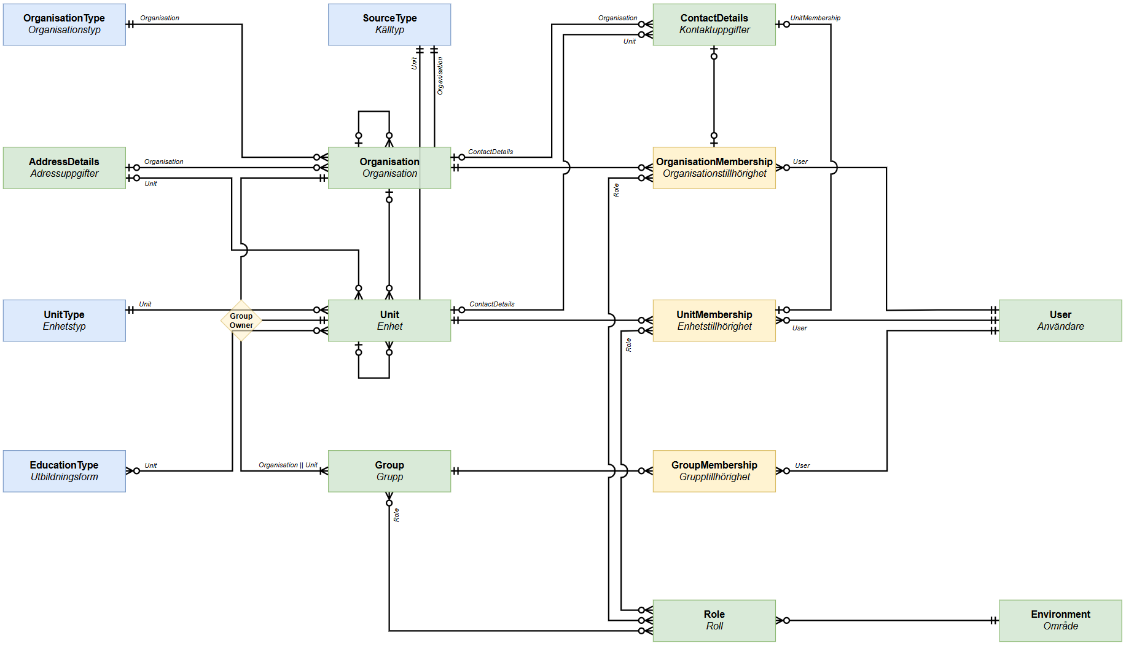 OrganisationType
Organisationstyp
Organisation
SourceType
Källtyp
Unit
Organisation
Organisation
Unit
ContactDetails
Kontaktuppgifter
UnitMembership
AddressDetails
Adressuppgifter
Organisation
Unit
Organisation
Organisation
ContactDetails
OrganisationMembership
Organisationstillhörighet
User
Role
UnitType
Enhetstyp
Unit
Group
Owner
Unit
Enhet
ContactDetails
UnitMembership
Enhetstillhörighet
User
Role
User
Användare
EducationType
Utbildningsform
Unit
Organisation || Unit
Group
Grupp
Role
GroupMembership
Grupptillhörighet
User
Role
Roll
Environment
Område